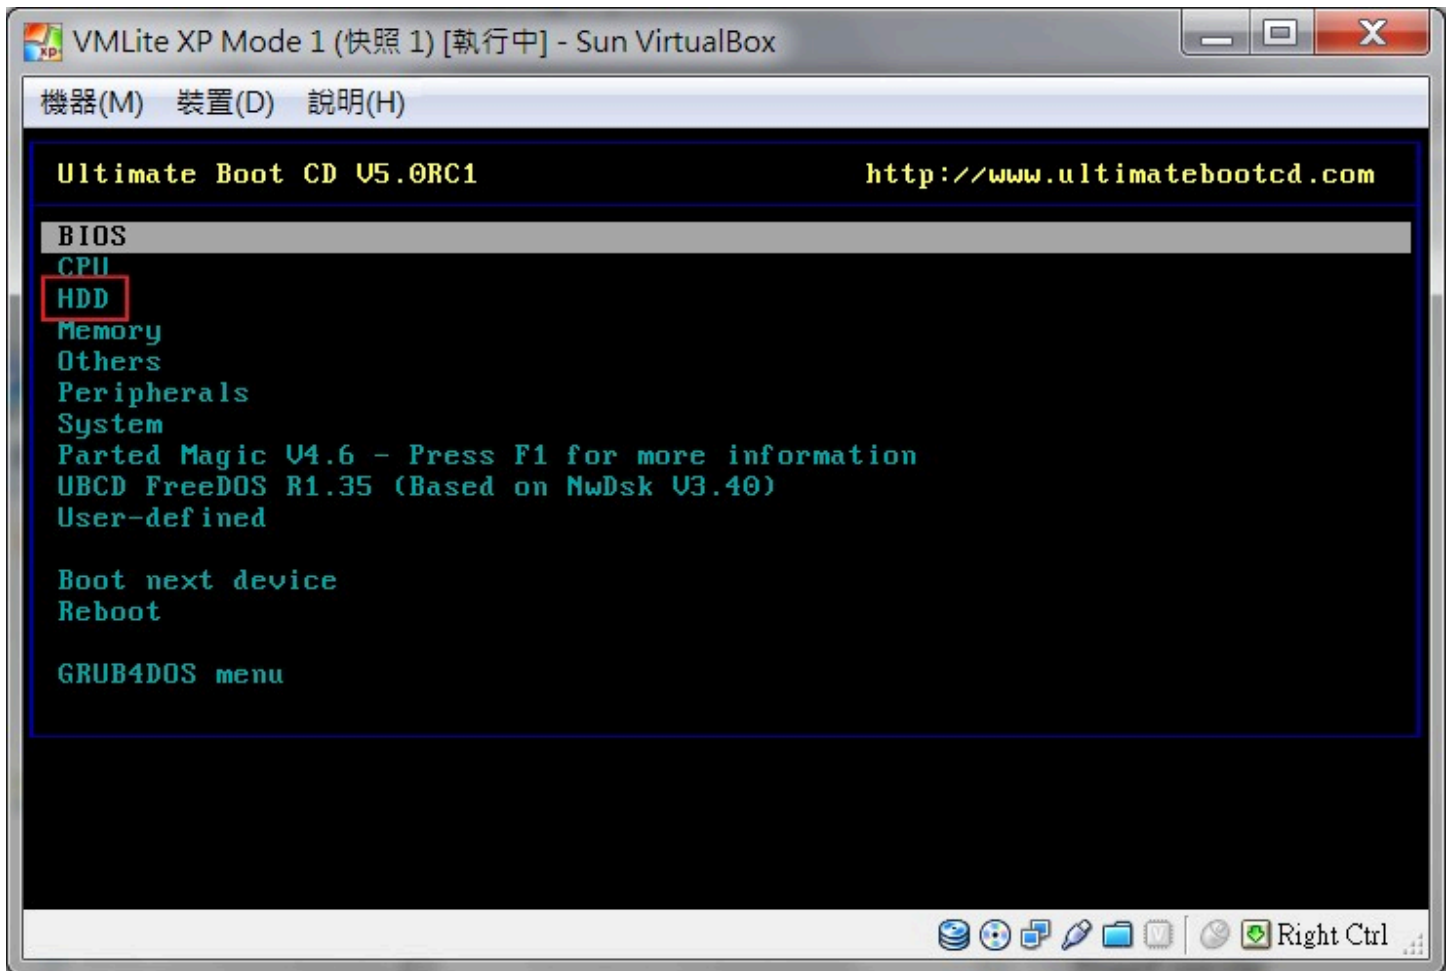 VMLite XP Mode 1 (快照 1) [執行中] - Sun VirtualBox
機器(M) 裝置(D) 說明(H)
Ultimate Boot CD V5.0RC1 http://www.ultimatebootcd.com
BIOS
CPU
HDD
Memory
Others
Peripherals
System
Parted Magic V4.6 - Press F1 for more information
UBCD FreeDOS R1.35 (Based on NwDsk V3.40)
User-defined
Boot next device
Reboot
GRUB4DOS menu
Right Ctrl